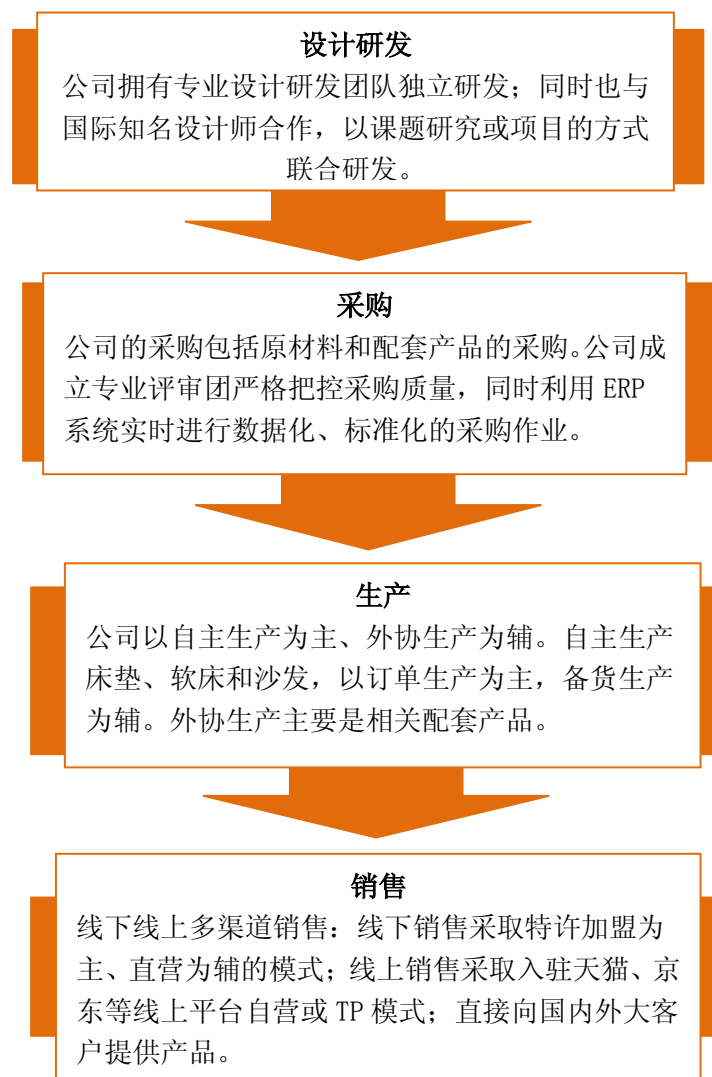 设计研发
公司拥有专业设计研发团队独立研发；同时也与
国际知名设计师合作，以课题研究或项目的方式
联合研发。
采购
公司的采购包括原材料和配套产品的采购。公司成
立专业评审团严格把控采购质量，同时利用 ERP
系统实时进行数据化、标准化的采购作业。
生产
公司以自主生产为主、外协生产为辅。自主生产
床垫、软床和沙发，以订单生产为主，备货生产
为辅。外协生产主要是相关配套产品。
销售
线下线上多渠道销售：线下销售采取特许加盟为
主、直营为辅的模式；线上销售采取入驻天猫、京
东等线上平台自营或 TP 模式；直接向国内外大客
户提供产品。